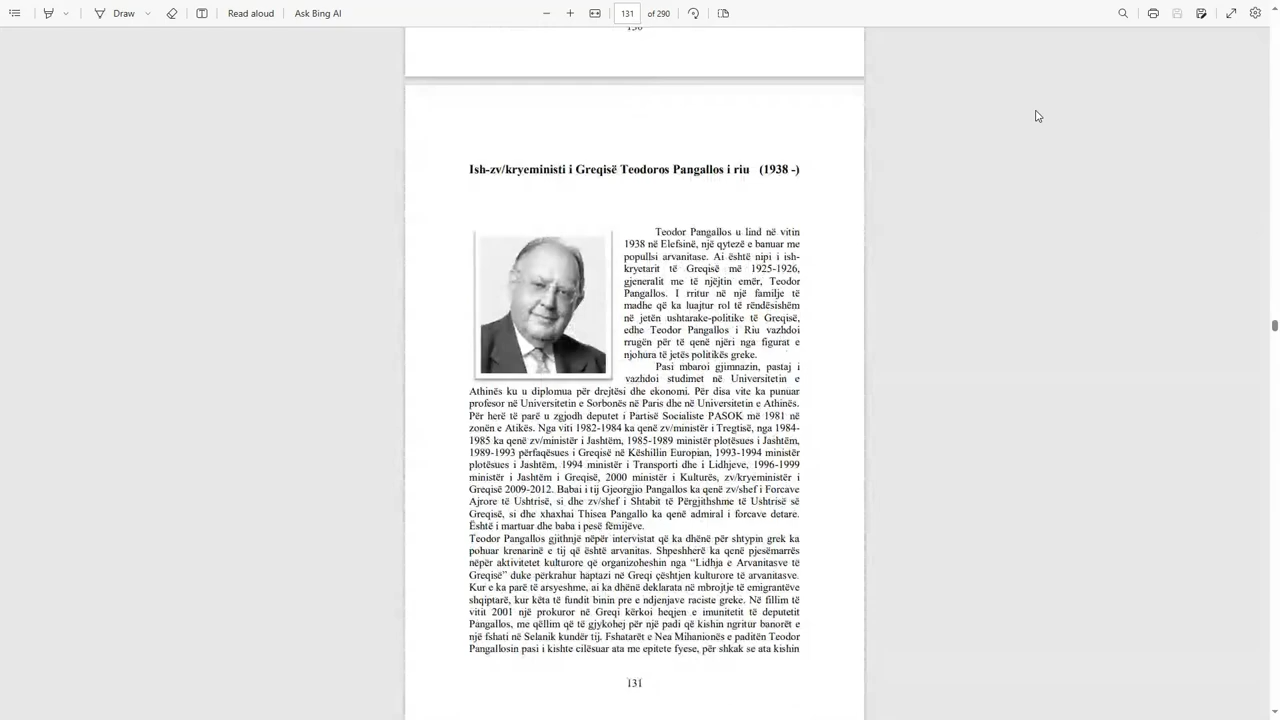 Draw
Read aloud
Ask Bing AI
131
of 290
Ish-zv/kryeministi i Greqisë Teodoros Pangallos i riu (1938 -)
Teodor Pangallos u lind në vitin
1938 në Elefsinë, një qytezë e banuar me
popullsi arvanitase. Ai është nipi i ish-
kryetarit të Greqisë më 1925-1926,
gjeneralit me të njëjtin emër, Teodor
Pangallos. I rritur në një familje të
madhe që ka luajtur rol të rëndësishëm
në jetën ushtarake-politike të Greqisë,
edhe Teodor Pangallos i Riu vazhdoi
rrugën për të qenë njëri nga figurat e
njohura të jetës politikës greke.
Pasi mbaroi gjimnazin, pastaj i
vazhdoi studimet në Universitetin e
Athinës ku u diplomua për drejtësi dhe ekonomi. Për disa vite ka punuar
profesor në Universitetin e Sorbonës në Paris dhe në Universitetin e Athinës.
Për herë të parë u zgjodh deputet i Partisë Socialiste PASOK më 1981 në
zonën e Atikës. Nga viti 1982-1984 ka qenë zv/ministër i Tregtisë, nga 1984-
1985 ka qenë zv/ministër i Jashtëm, 1985-1989 ministër plotësues i Jashtëm,
1989-1993 përfaqësues i Greqisë në Këshillin Europian, 1993-1994 ministër
plotësues i Jashtëm, 1994 ministër i Transporti dhe i Lidhjeve, 1996-1999
ministër i Jashtëm i Greqisë, 2000 ministër i Kulturës, zv/kryeministër i
Greqisë 2009-2012. Babai i tij Gjeorgjio Pangallos ka qenë zv/shef i Forcave
Ajrore të Ushtrisë, si dhe zv/shef i Shtabit të Përgjithshme të Ushtrisë së
Greqisë, si dhe xhaxhai Thisea Pangallo ka qenë admiral i forcave detare.
Është i martuar dhe baba i pesë fëmijëve.
Teodor Pangallos gjithnjë nëpër intervistat që ka dhënë për shtypin grek ka
pohuar krenarinë e tij që është arvanitas. Shpeshherë ka qenë pjesëmarrës
nëpër aktivitetet kulturore që organizoheshin nga “Lidhja e Arvanitasve të
Greqisë” duke përkrahur haptazi në Greqi çështjen kulturore të arvanitasve.
Kur e ka parë të arsyeshme, ai ka dhënë deklarata në mbrojtje të emigrantëve
shqiptarë, kur këta të fundit binin pre e ndjenjave raciste greke. Në fillim të
vitit 2001 një prokuror në Greqi kërkoi heqjen e imunitetit të deputetit
Pangallos, me qëllim që të gjykohej për një padi që kishin ngritur banorët e
një fshati në Selanik kundër tij. Fshatarët e Nea Mihanionës e paditën Teodor
Pangallosin pasi i kishte cilësuar ata me epitete fyese, për shkak se ata kishin
131